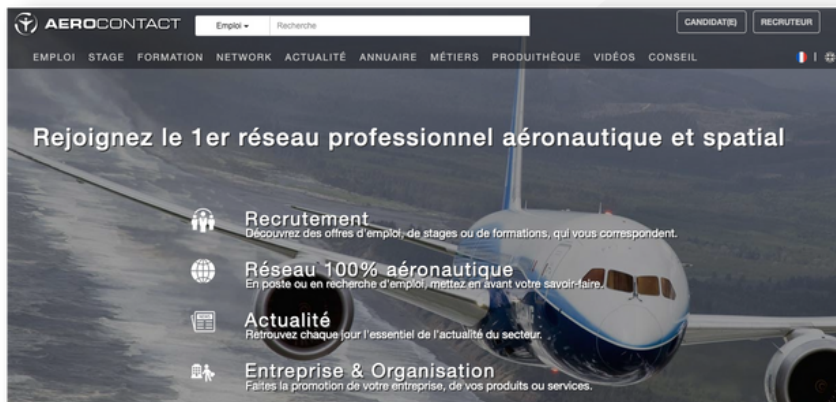 AEROCONTACT
Emploi
Recherche
CANDIDAT(E)
RECRUTEUR
EMPLOI STAGE FORMATION NETWORK ACTUALITÉ ANNUAIRE MÉTIERS PRODUITHÈQUE VIDÉOS CONSEIL
Rejoignez le 1er réseau professionnel aéronautique et spatial
Recrutement
Découvrez des offres d'emploi, de stages ou de formations, qui vous correspondent.
Réseau 100% aéronautique
En poste ou en recherche d'emploi, mettez en avant votre savoir-faire.
Actualité
Retrouvez chaque jour l'essentiel de l'actualité du secteur.
Entreprise & Organisation
Faites la promotion de votre entreprise, de vos produits ou services.